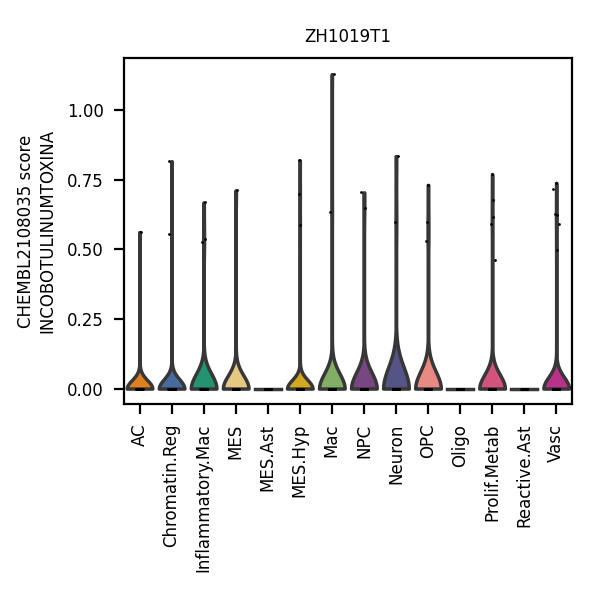 ZH1019T1
CHEMBL2108035 score
INCOBOTULINUMTOXINA
1.00
0.75
0.50
0.25
0.00
AC
Chromatin.Reg
Inflammatory.Mac
MES
MES.Ast
MES.Hyp
Mac
NPC
Neuron
OPC
Oligo
Prolif.Metab
Reactive.Ast
Vasc